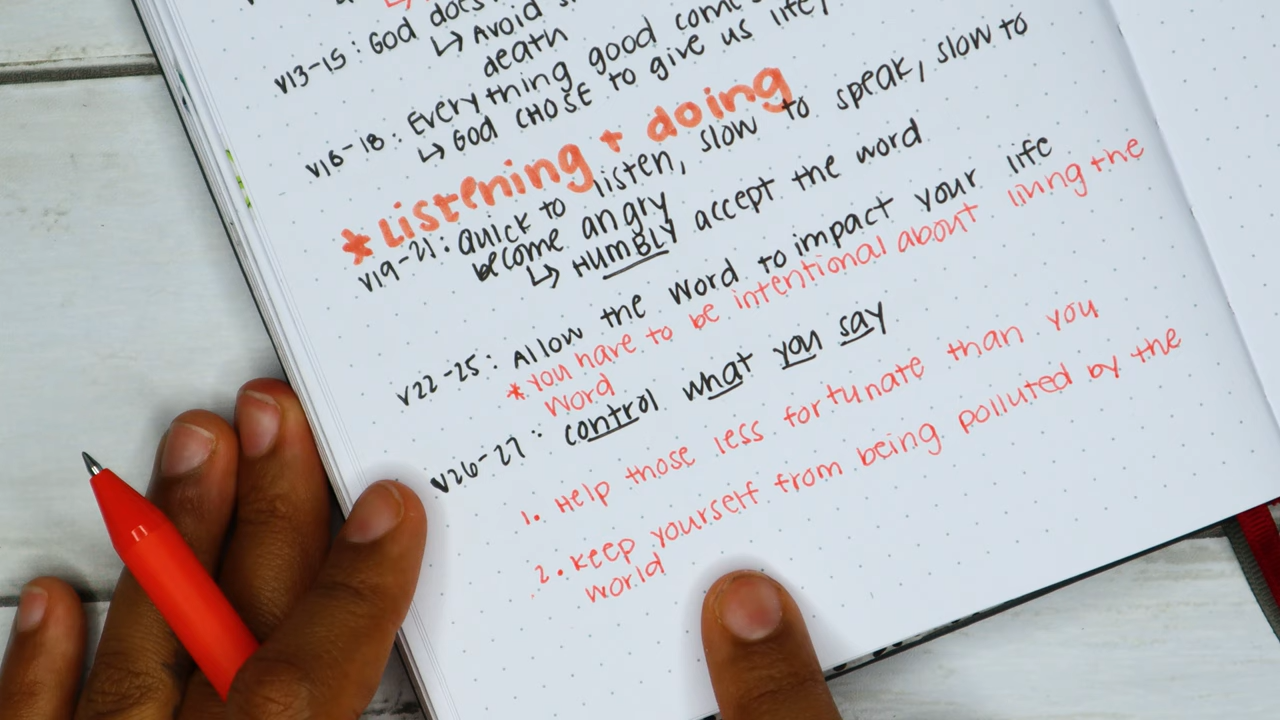 v13-15: God does
↳ Avoid
death
v16-18: Everything good com
↳ God CHOSE to give us life,
* Listening + doing
v19-21: Quick to listen, slow to speak, slow to
become angry
↳ HUMBLY accept the word
v22-25: Allow the word to impact your life
* you have to be intentional about living the
word
v26-27: control what you say
1. Help those less fortunate than you
2. Keep yourself from being polluted by the
world